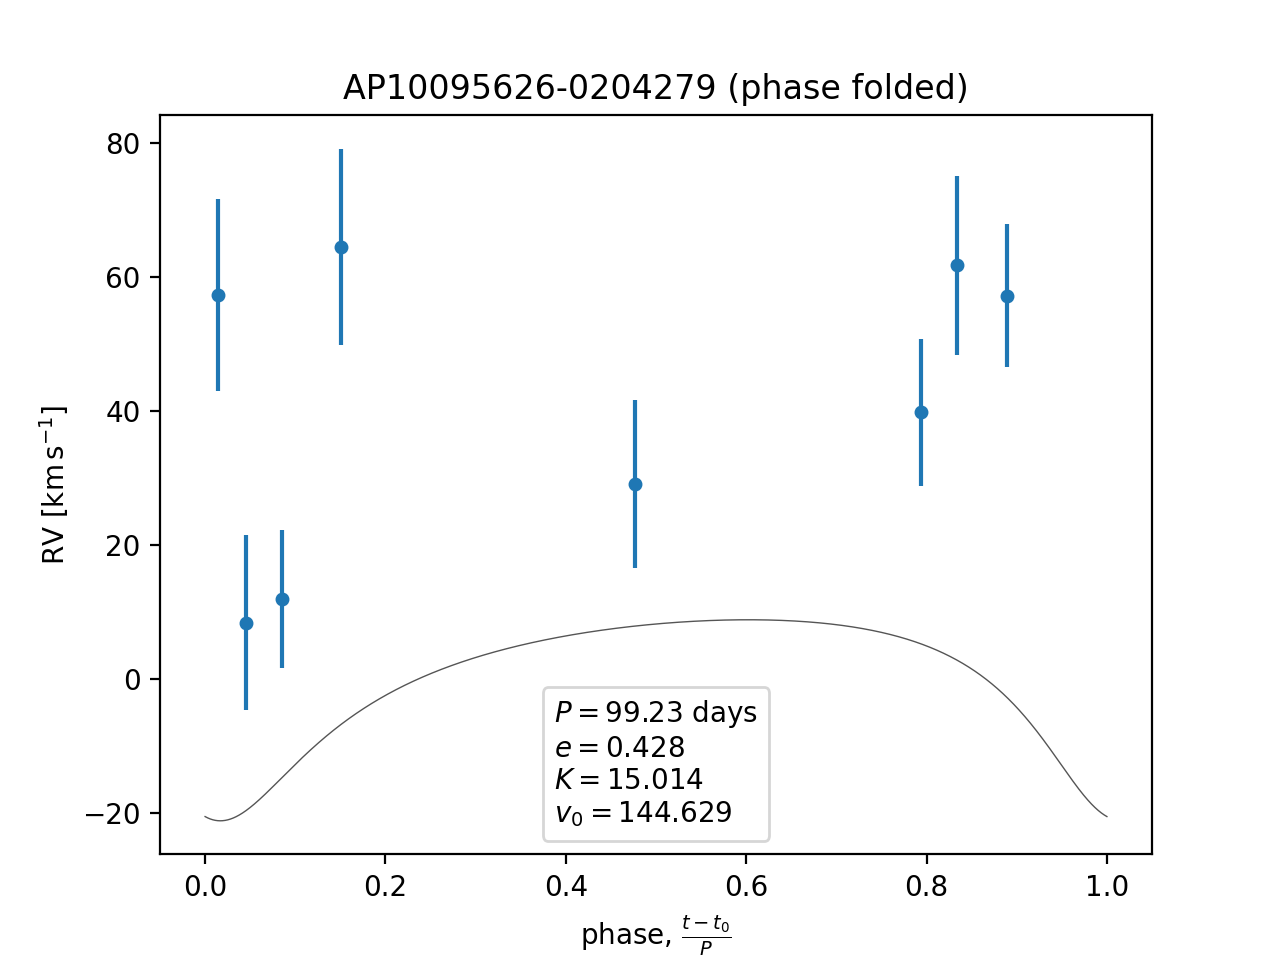 AP10095626-0204279 (phase folded)
80
60
40
20
0
−20
RV [km s⁻¹]
P = 99.23 days
e = 0.428
K = 15.014
v₀ = 144.629
0.0 0.2 0.4 0.6 0.8 1.0
phase, (t − t₀)/P